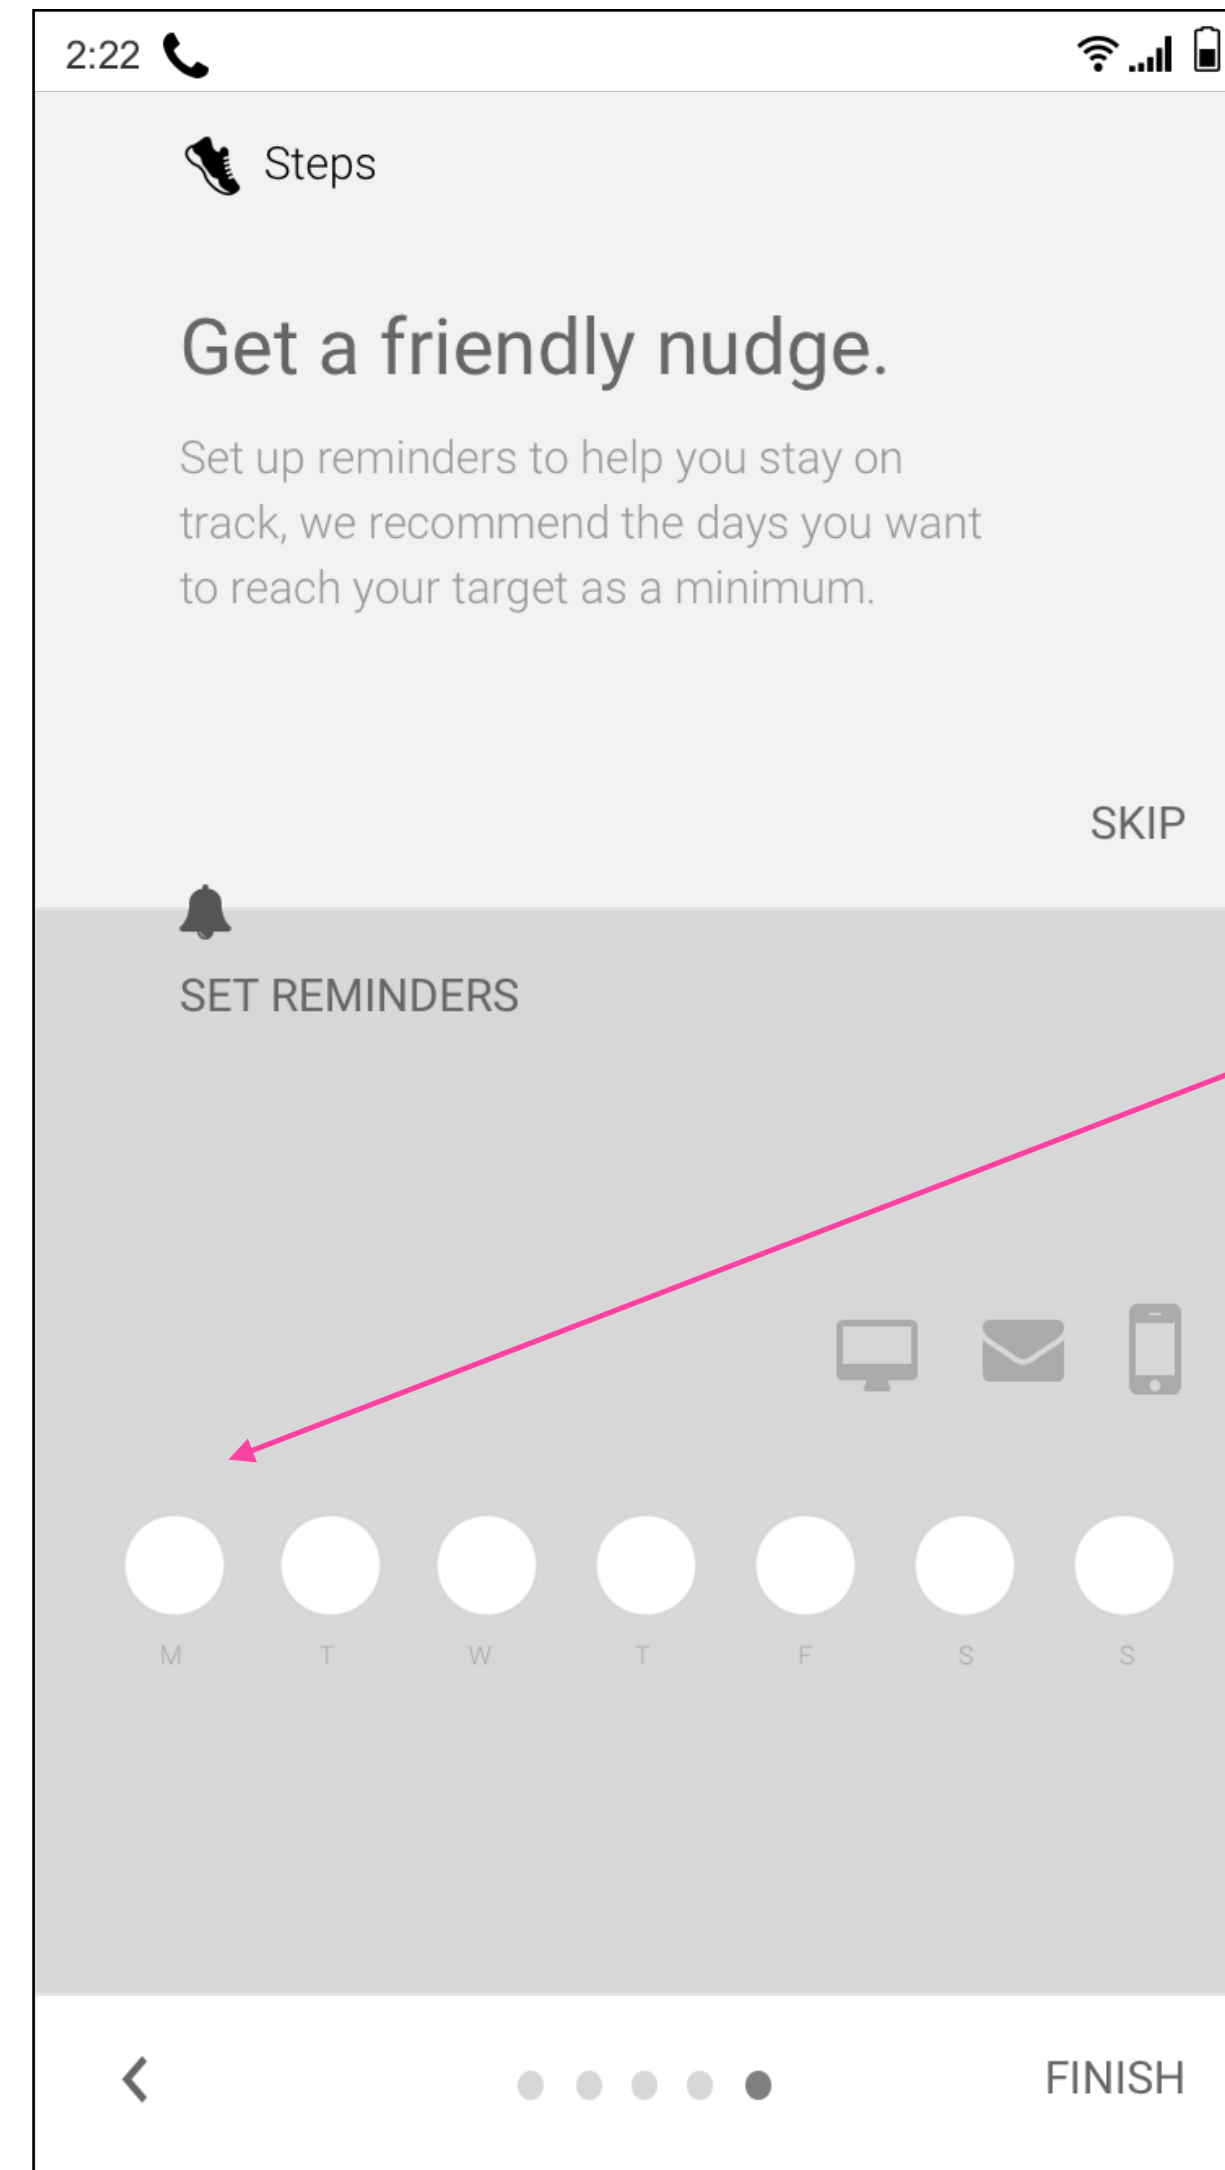 2:22
Steps
Get a friendly nudge.
Set up reminders to help you stay on
track, we recommend the days you want
to reach your target as a minimum.
SKIP
SET REMINDERS
M T W T F S S
FINISH